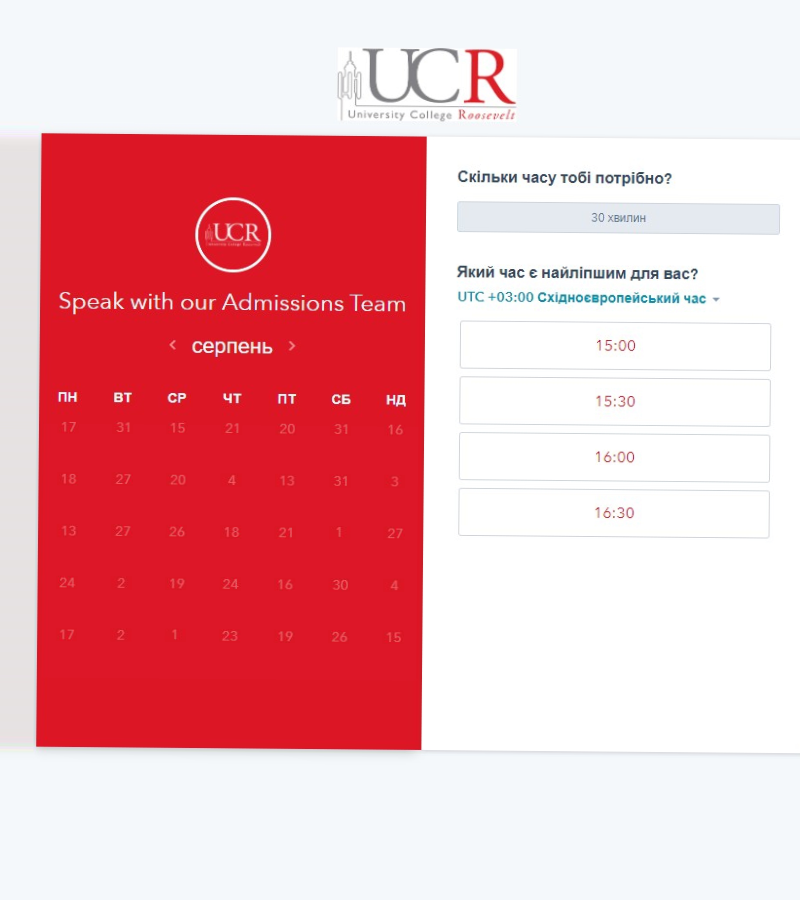 UCR
University College Roosevelt
UCR
University College Roosevelt
Speak with our Admissions Team
серпень
ПН ВТ СР ЧТ ПТ СБ НД
17 31 15 21 20 31 16
18 27 20 4 13 31 3
13 27 26 18 21 1 27
24 2 19 24 16 30 4
17 2 1 23 19 26 15
Скільки часу тобі потрібно?
30 хвилин
Який час є найліпшим для вас?
UTC +03:00 Східноєвропейський час
15:00
15:30
16:00
16:30